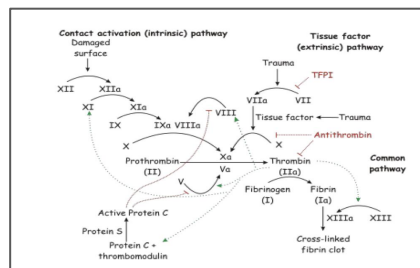 Contact activation (intrinsic) pathway
Damaged
surface
Tissue factor
(extrinsic) pathway
Trauma
TFPI
XII
XIIa
XI
XIa
VIII
VIIa
VII
IX
IXa
VIIIa
Tissue factor
Trauma
X
X
Antithrombin
Prothrombin
(II)
Xa
Va
Thrombin
(IIa)
Common
pathway
V
Fibrinogen
(I)
Fibrin
(Ia)
Active Protein C
XIIIa
XIII
Protein S
Protein C +
thrombomodulin
Cross-linked
fibrin clot